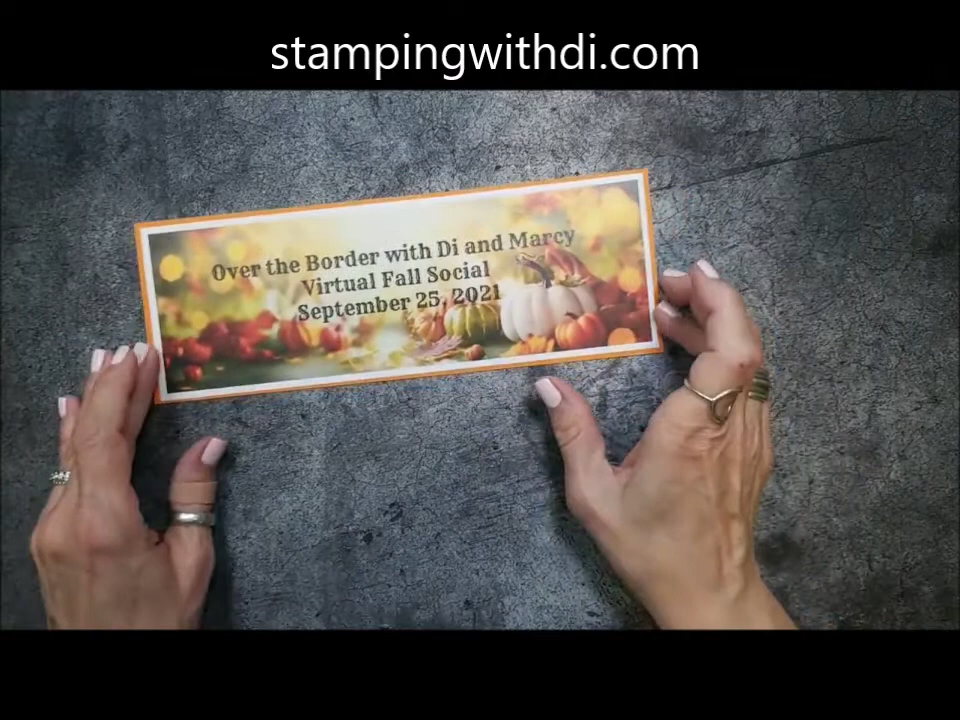 stampingwithdi.com
Over the Border with Di and Marcy
Virtual Fall Social
September 25, 2021